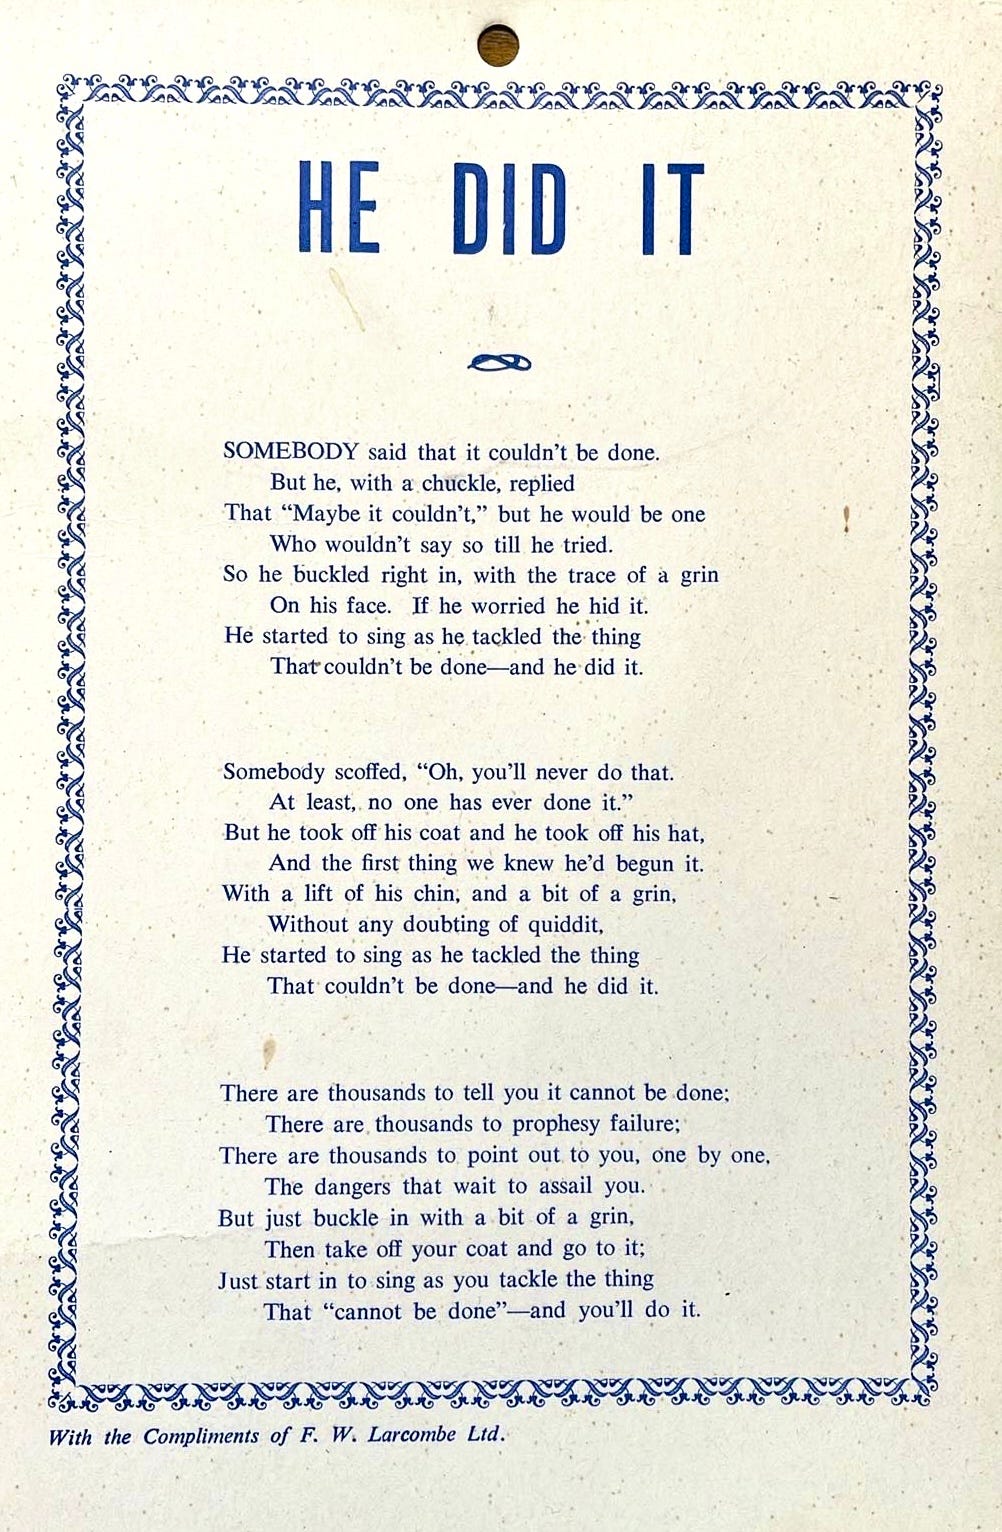 HE DID IT
SOMEBODY said that it couldn't be done.
But he, with a chuckle, replied
That “Maybe it couldn't,” but he would be one
Who wouldn't say so till he tried.
So he buckled right in, with the trace of a grin
On his face. If he worried he hid it.
He started to sing as he tackled the thing
That couldn't be done—and he did it.
Somebody scoffed, “Oh, you'll never do that.
At least, no one has ever done it.”
But he took off his coat and he took off his hat,
And the first thing we knew he'd begun it.
With a lift of his chin, and a bit of a grin,
Without any doubting of quiddit,
He started to sing as he tackled the thing
That couldn't be done—and he did it.
There are thousands to tell you it cannot be done;
There are thousands to prophesy failure;
There are thousands to point out to you, one by one,
The dangers that wait to assail you.
But just buckle in with a bit of a grin,
Then take off your coat and go to it;
Just start in to sing as you tackle the thing
That “cannot be done”—and you'll do it.
With the Compliments of F. W. Larcombe Ltd.